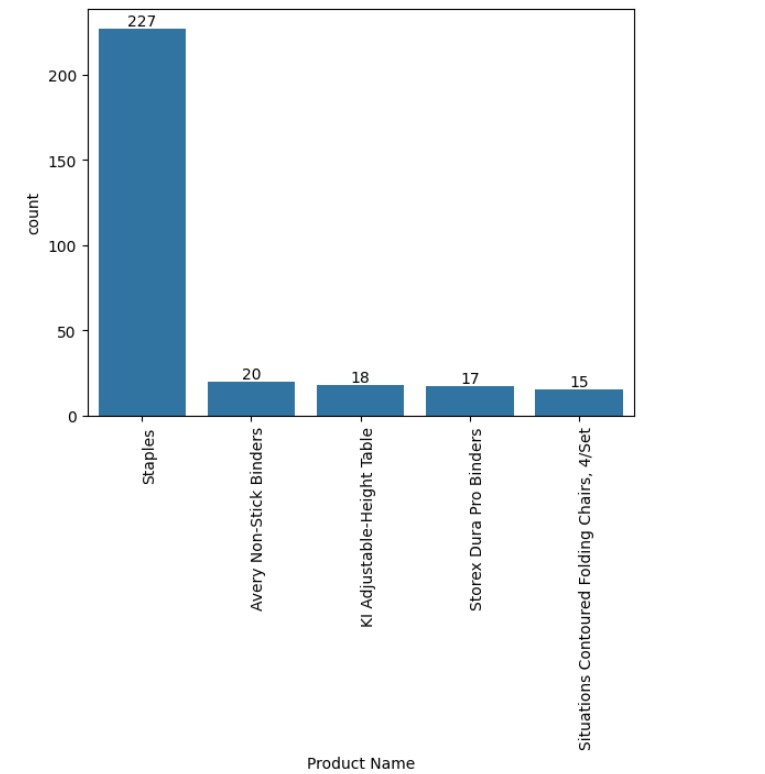 227
200
150
100
50
0
count
20
18
17
15
Staples
Avery Non-Stick Binders
KI Adjustable-Height Table
Storex Dura Pro Binders
Situations Contoured Folding Chairs, 4/Set
Product Name